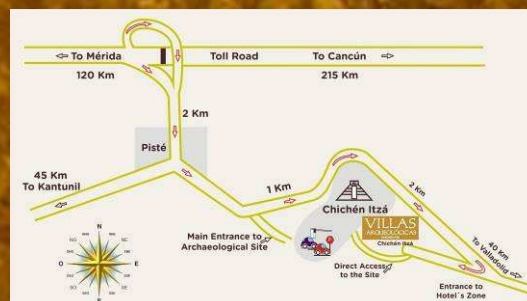 To Mérida
Toll Road
To Cancún
120 Km
215 Km
2 Km
Pisté
45 Km
To Kantunil
1 Km
2 Km
Chichén Itzá
VILLAS
ARQUEOLÓGICAS
Chichén Itzá
Main Entrance to
Archaeological Site
Direct Access
to the Site
40 Km
To Valladolid
Entrance to
Hotel´s Zone
N
E
S
O